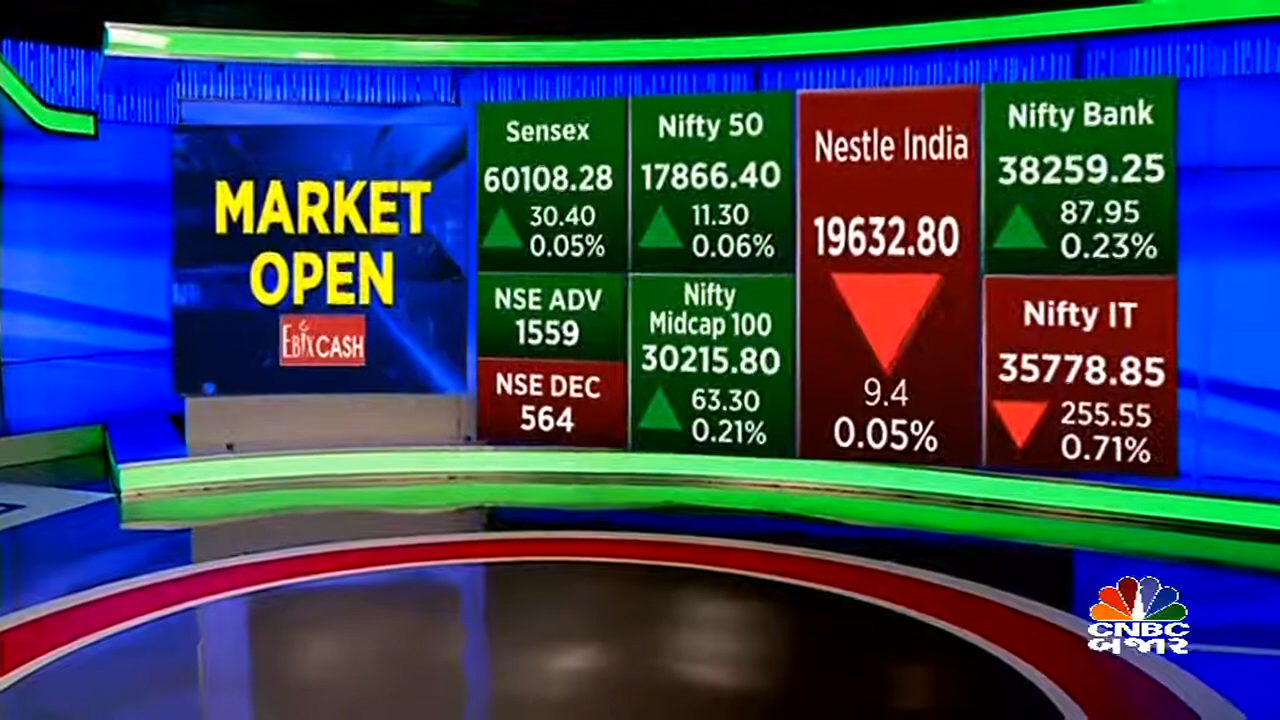 MARKET
OPEN
EbixCASH
Sensex
60108.28
30.40
0.05%
NSE ADV
1559
NSE DEC
564
Nifty 50
17866.40
11.30
0.06%
Nifty
Midcap 100
30215.80
63.30
0.21%
Nestle India
19632.80
9.4
0.05%
Nifty Bank
38259.25
87.95
0.23%
Nifty IT
35778.85
255.55
0.71%
CNBC
બજાર